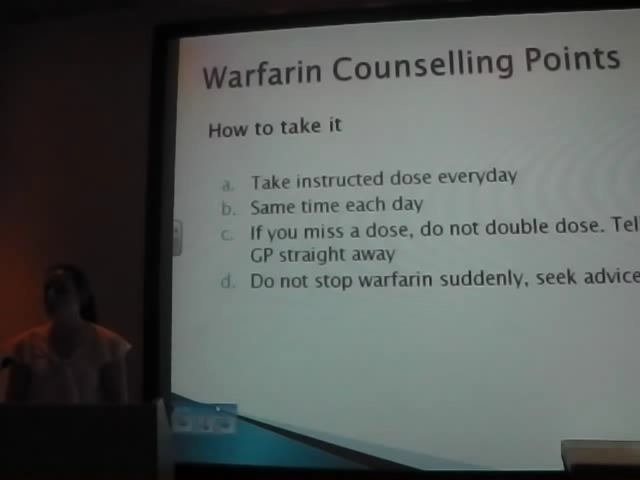 Warfarin Counselling Points
How to take it
a. Take instructed dose everyday
b. Same time each day
c. If you miss a dose, do not double dose. Tel
GP straight away
d. Do not stop warfarin suddenly, seek advice